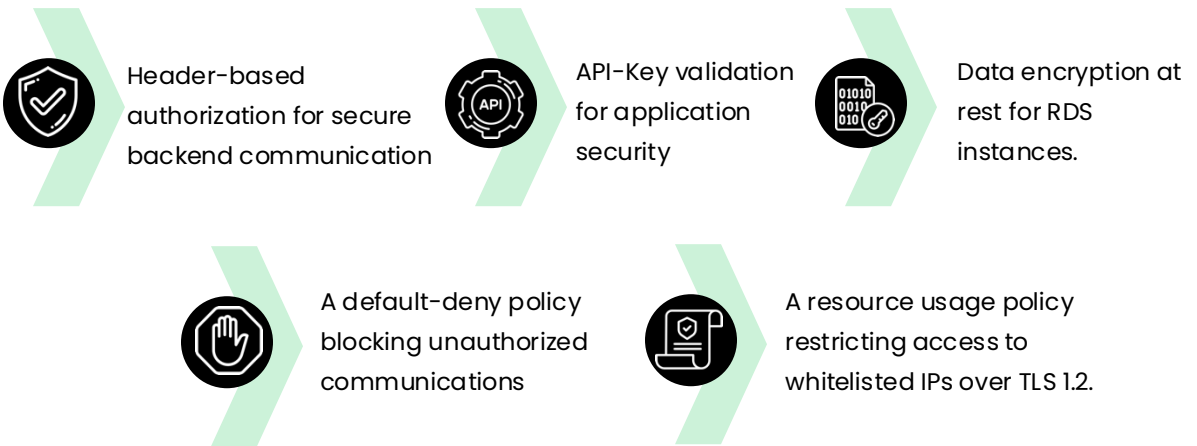 Header-based
authorization for secure
backend communication
API
API-Key validation
for application
security
01010
0010
010
Data encryption at
rest for RDS
instances.
A default-deny policy
blocking unauthorized
communications
A resource usage policy
restricting access to
whitelisted IPs over TLS 1.2.